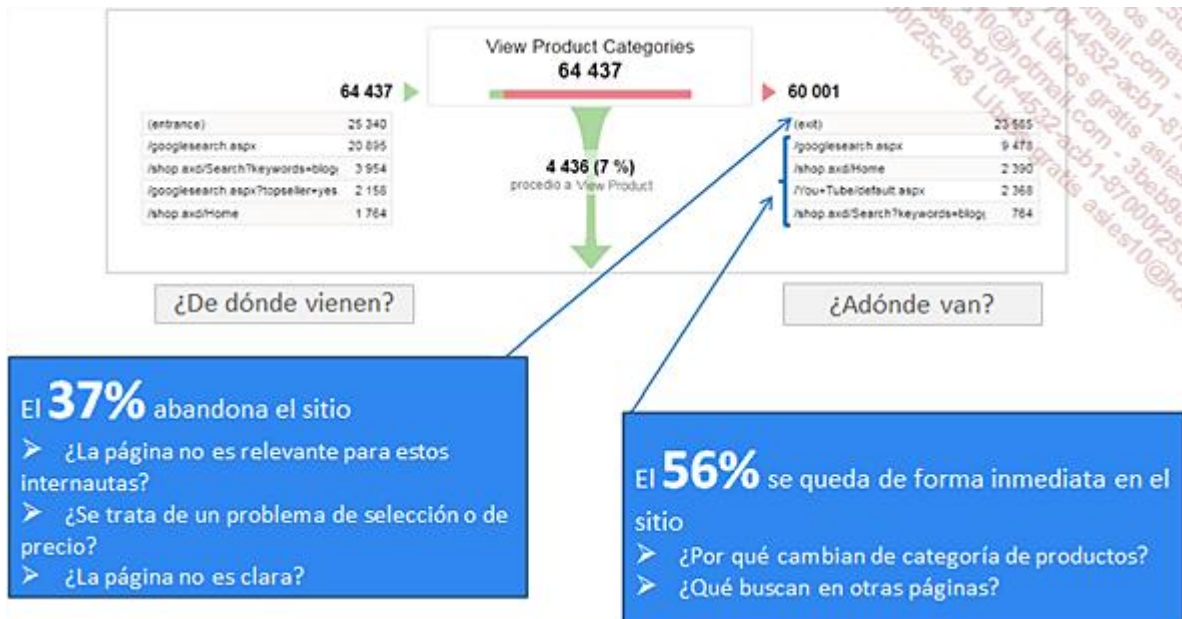 View Product Categories
64 437
64 437
60 001
(entrance) 25 340
/googlesearch.aspx 20 895
/shop.axd/Search?keywords=blog; 3 954
/googlesearch.aspx?topseller=yes 2 158
/shop.axd/Home 1 764
4 436 (7 %)
procedio a View Product
(exit) 23 665
/googlesearch.aspx 9 478
/shop.axd/Home 2 390
/You+Tube/default.aspx 2 368
/shop.axd/Search?keywords=blog; 764
¿De dónde vienen?
¿Adónde van?
El 37% abandona el sitio
➢ ¿La página no es relevante para estos
internautas?
➢ ¿Se trata de un problema de selección o de
precio?
➢ ¿La página no es clara?
El 56% se queda de forma inmediata en el
sitio
➢ ¿Por qué cambian de categoría de productos?
➢ ¿Qué buscan en otras páginas?